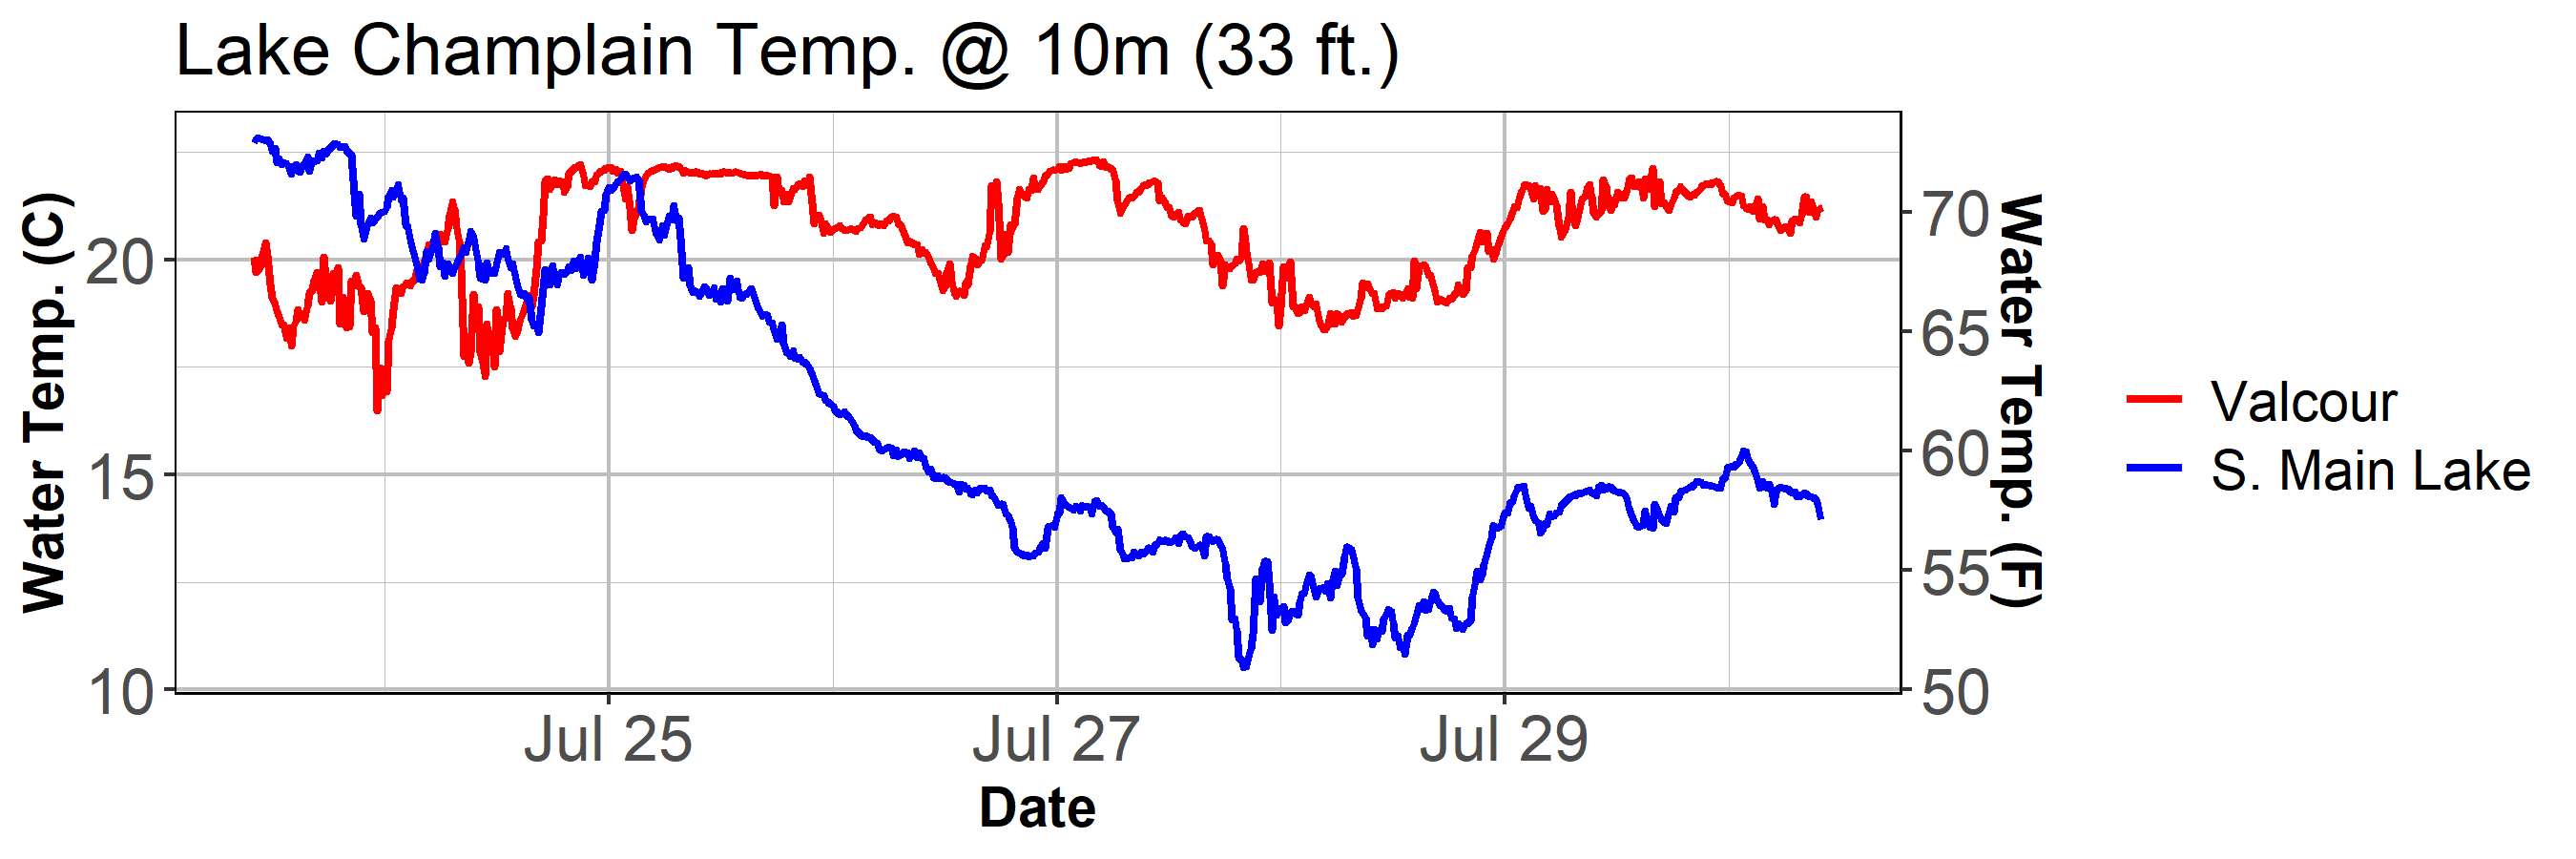 Lake Champlain Temp. @ 10m (33 ft.)
Water Temp. (C)
20
15
10
70
65
60
55
50
Water Temp. (F)
Jul 25
Jul 27
Jul 29
Date
Valcour
S. Main Lake